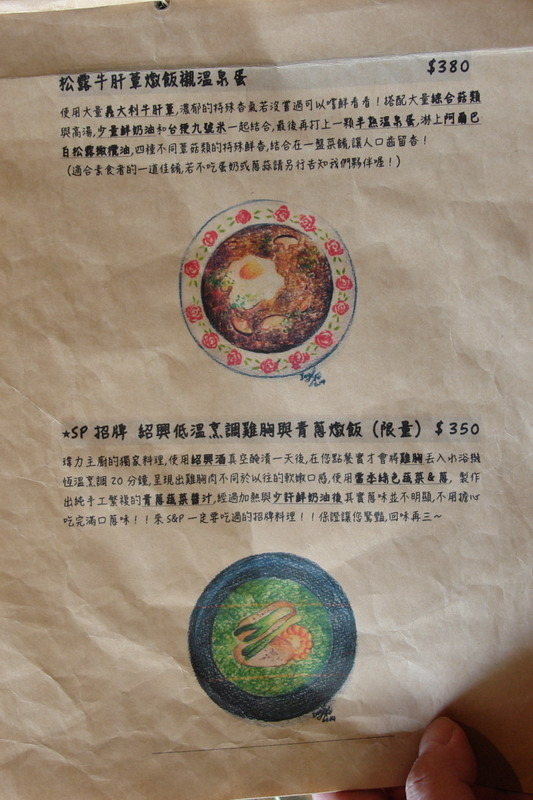 松露牛肝蕈燉飯襯溫泉蛋 $380
使用大量義大利牛肝蕈,濃郁的特殊香氣若沒嘗過可以嚐鮮看看!搭配大量綜合菇類
與高湯,少量鮮奶油和台梗九號米一起結合,最後再打上一顆半熟溫泉蛋,淋上阿爾巴
白松露橄欖油,四種不同蕈菇類的特殊鮮香,結合在一盤菜餚,讓人口齒留香!
(適合素食者的一道佳餚,若不吃蛋奶或蔥蒜請另行告知我們夥伴喔!)
★SP 招牌 紹興低溫烹調雞胸與青蔥燉飯 (限量) $350
瑋力主廚的獨家料理,使用紹興酒真空醃漬一天後,在您點餐實才會將雞胸丟入水浴做
恆溫烹調 20 分鐘,呈現出雞胸肉不同於以往的軟嫩口感,使用當季綠色蔬菜&蔥, 製作
出純手工繁複的青蔥蔬菜醬汁,經過加熱與少許鮮奶油後其實蔥味並不明顯,不用擔心
吃完滿口蔥味!!來 S&P 一定要吃過的招牌料理!!保證讓您驚豔,回味再三~